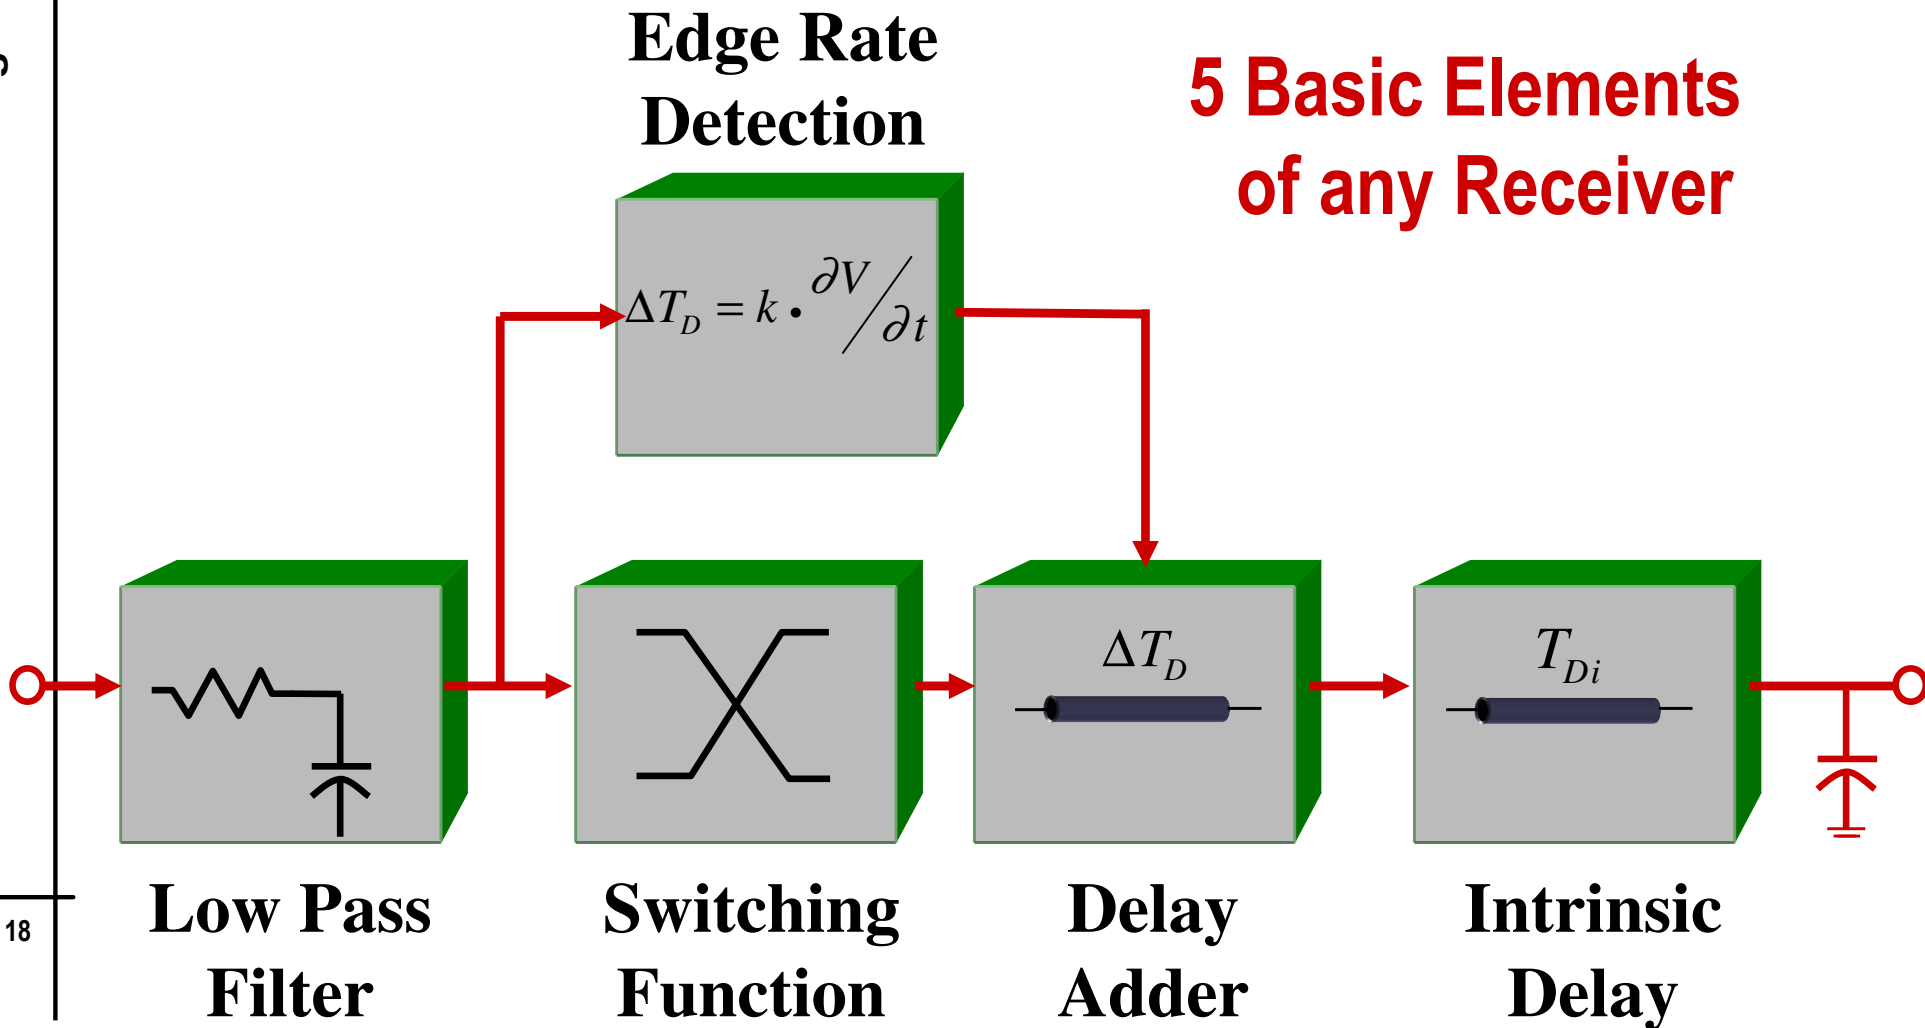 Edge Rate
Detection
5 Basic Elements
of any Receiver
ΔT_D = k • ∂V/∂t
ΔT_D
T_Di
Low Pass
Filter
Switching
Function
Delay
Adder
Intrinsic
Delay
18